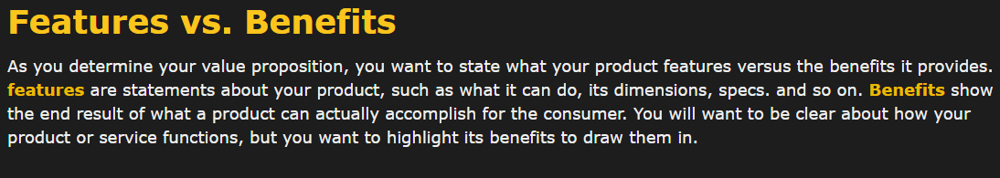 Features vs. Benefits
As you determine your value proposition, you want to state what your product features versus the benefits it provides.
features are statements about your product, such as what it can do, its dimensions, specs. and so on. Benefits show
the end result of what a product can actually accomplish for the consumer. You will want to be clear about how your
product or service functions, but you want to highlight its benefits to draw them in.